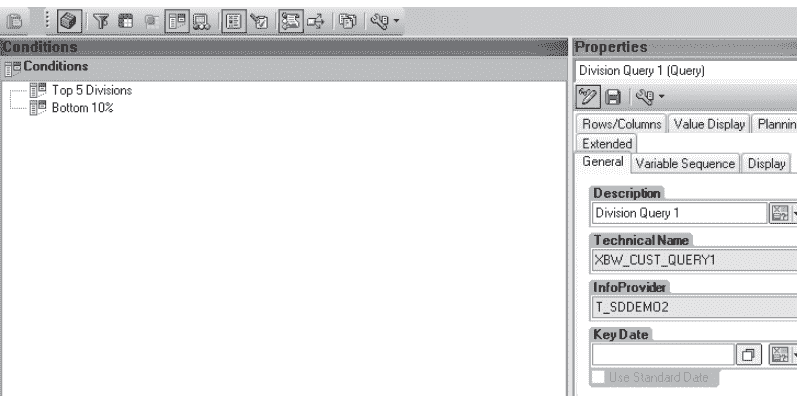 Conditions
Conditions
Top 5 Divisions
Bottom 10%
Properties
Division Query 1 (Query)
Rows/Columns Value Display Plannin
Extended
General Variable Sequence Display
Description
Division Query 1
Technical Name
XBW_CUST_QUERY1
InfoProvider
T_SDDEMO2
Key Date
Use Standard Date